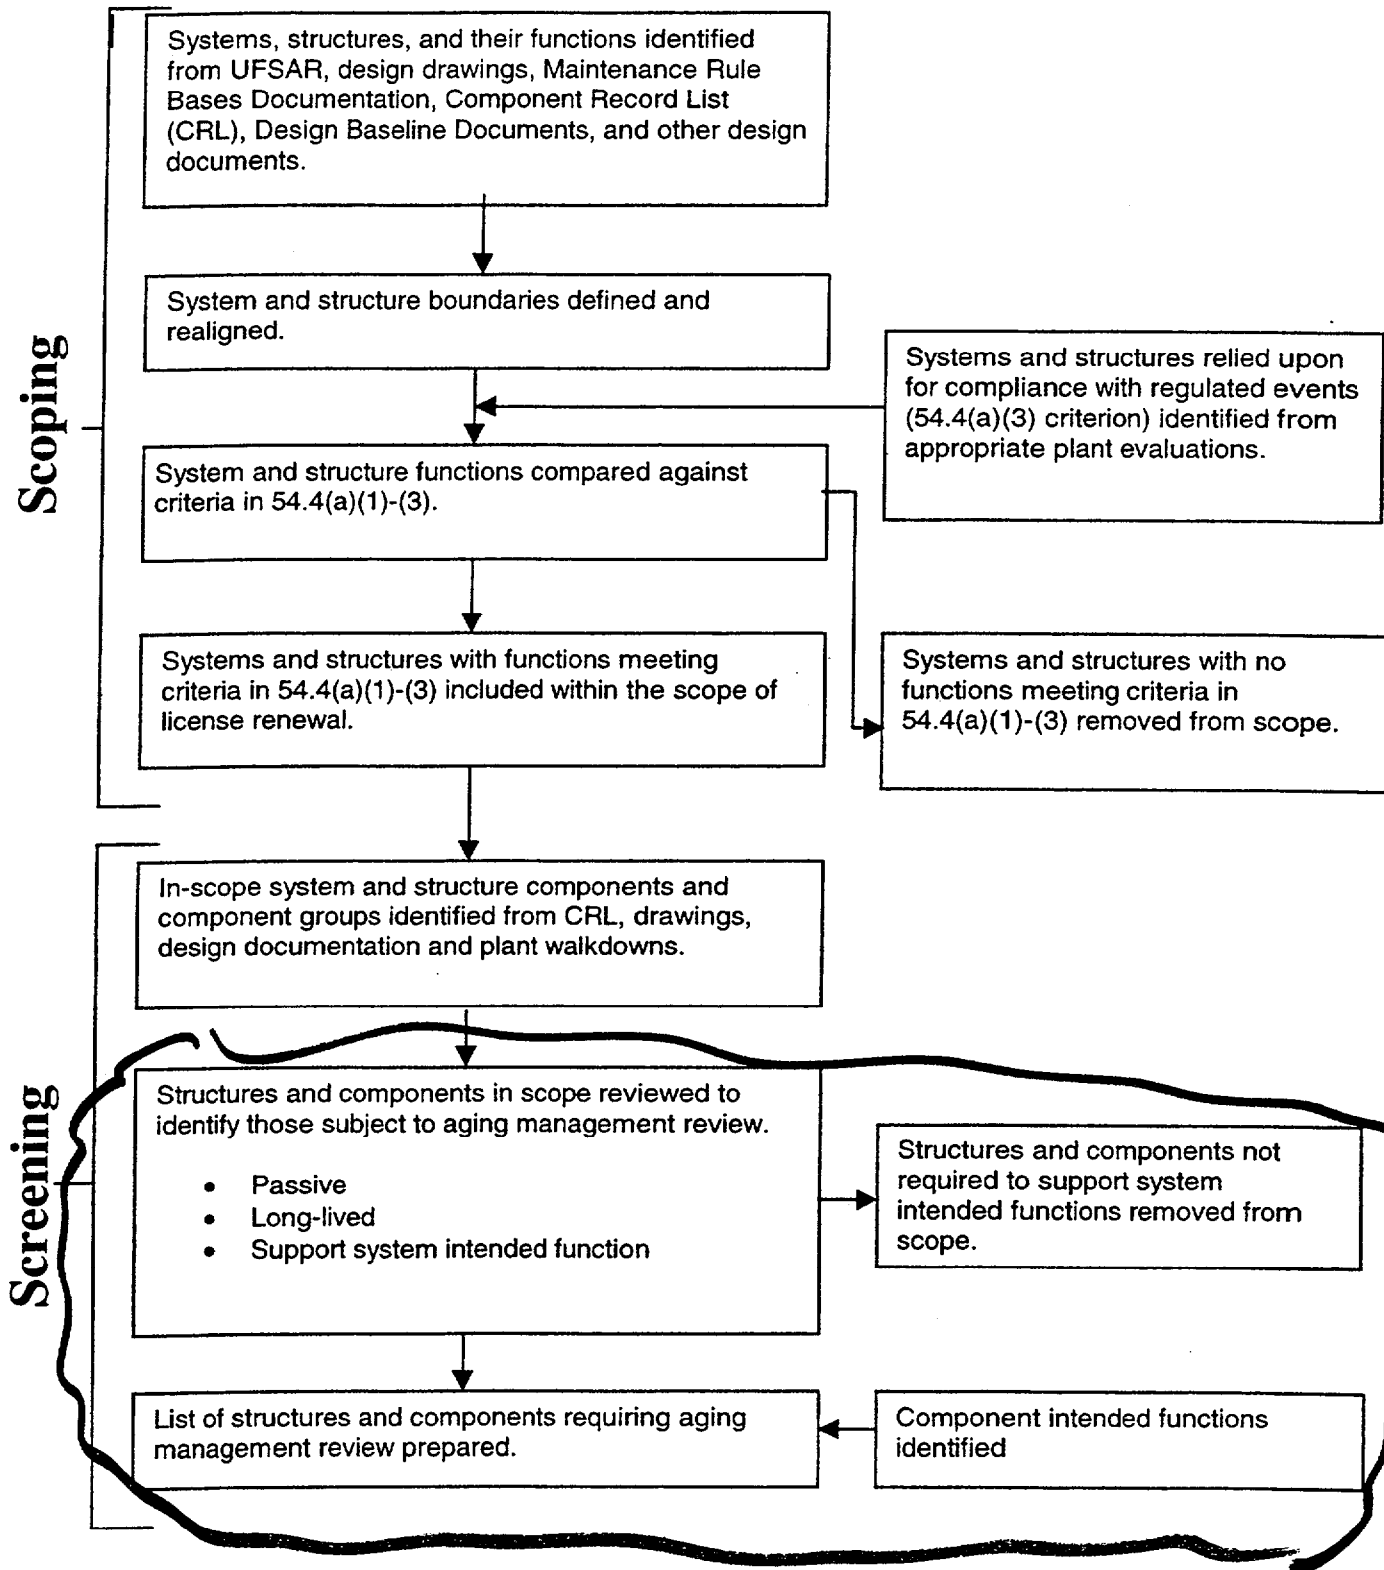 Scoping
Systems, structures, and their functions identified
from UFSAR, design drawings, Maintenance Rule
Bases Documentation, Component Record List
(CRL), Design Baseline Documents, and other design
documents.
System and structure boundaries defined and
realigned.
Systems and structures relied upon
for compliance with regulated events
(54.4(a)(3) criterion) identified from
appropriate plant evaluations.
System and structure functions compared against
criteria in 54.4(a)(1)-(3).
Systems and structures with functions meeting
criteria in 54.4(a)(1)-(3) included within the scope of
license renewal.
Systems and structures with no
functions meeting criteria in
54.4(a)(1)-(3) removed from scope.
Screening
In-scope system and structure components and
component groups identified from CRL, drawings,
design documentation and plant walkdowns.
Structures and components in scope reviewed to
identify those subject to aging management review.
• Passive
• Long-lived
• Support system intended function
Structures and components not
required to support system
intended functions removed from
scope.
List of structures and components requiring aging
management review prepared.
Component intended functions
identified